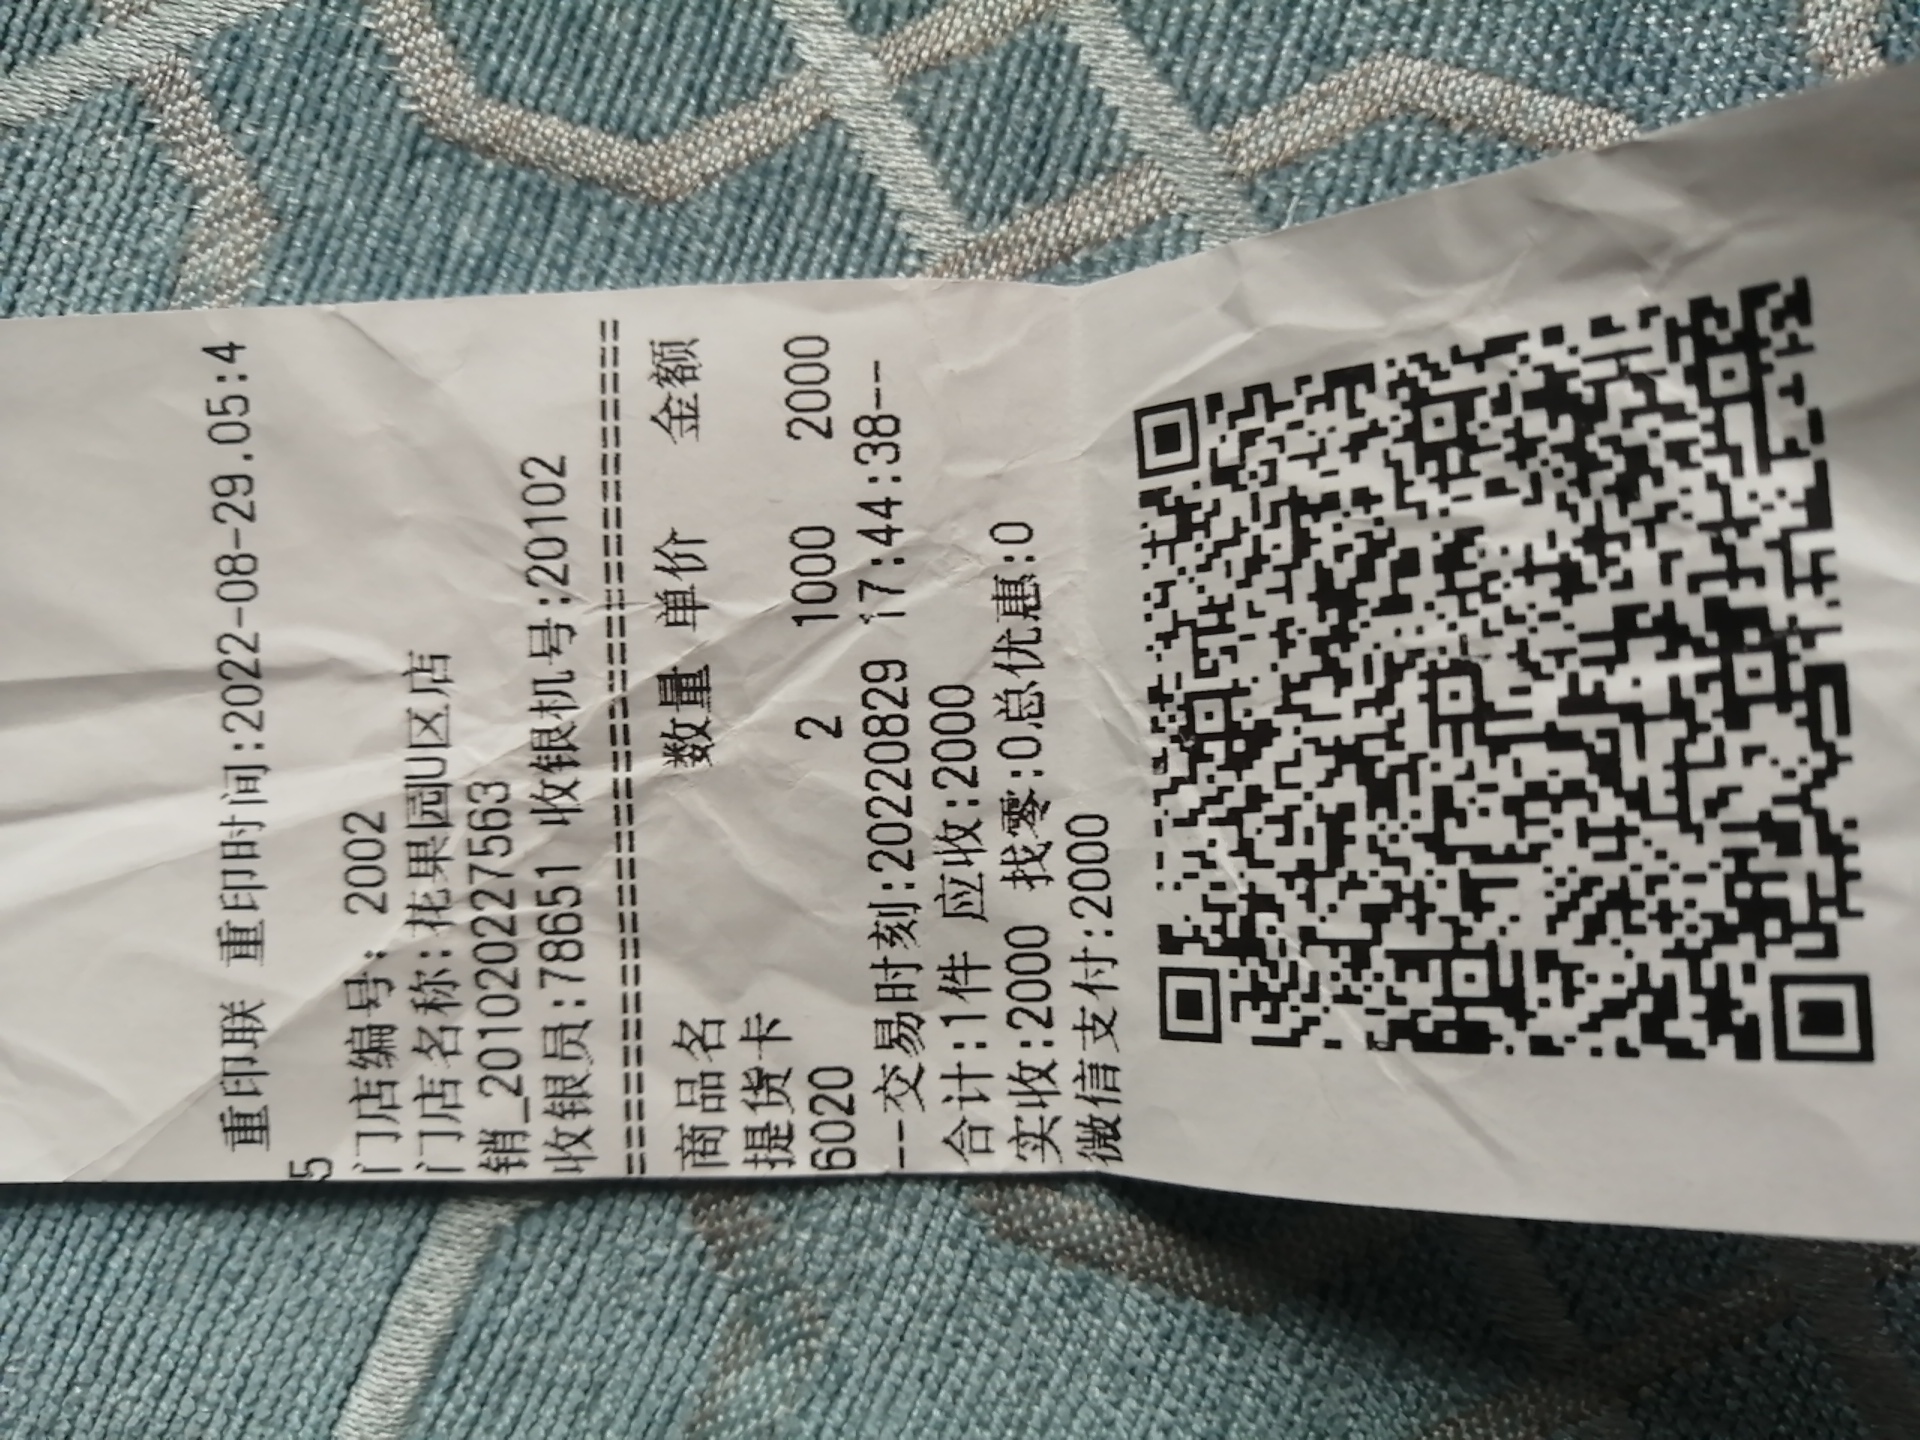 重印联 重印时间:2022-08-29.05:4
5
门店编号: 2002
门店名称:花果园U区店
销_201020227563
收银员:78651 收银机号:20102
================================
商品名 数量 单价 金额
提货卡
6020 2 1000 2000
--交易时刻:20220829 17:44:38--
合计:1件 应收:2000
实收:2000 找零:0总优惠:0
微信支付:2000